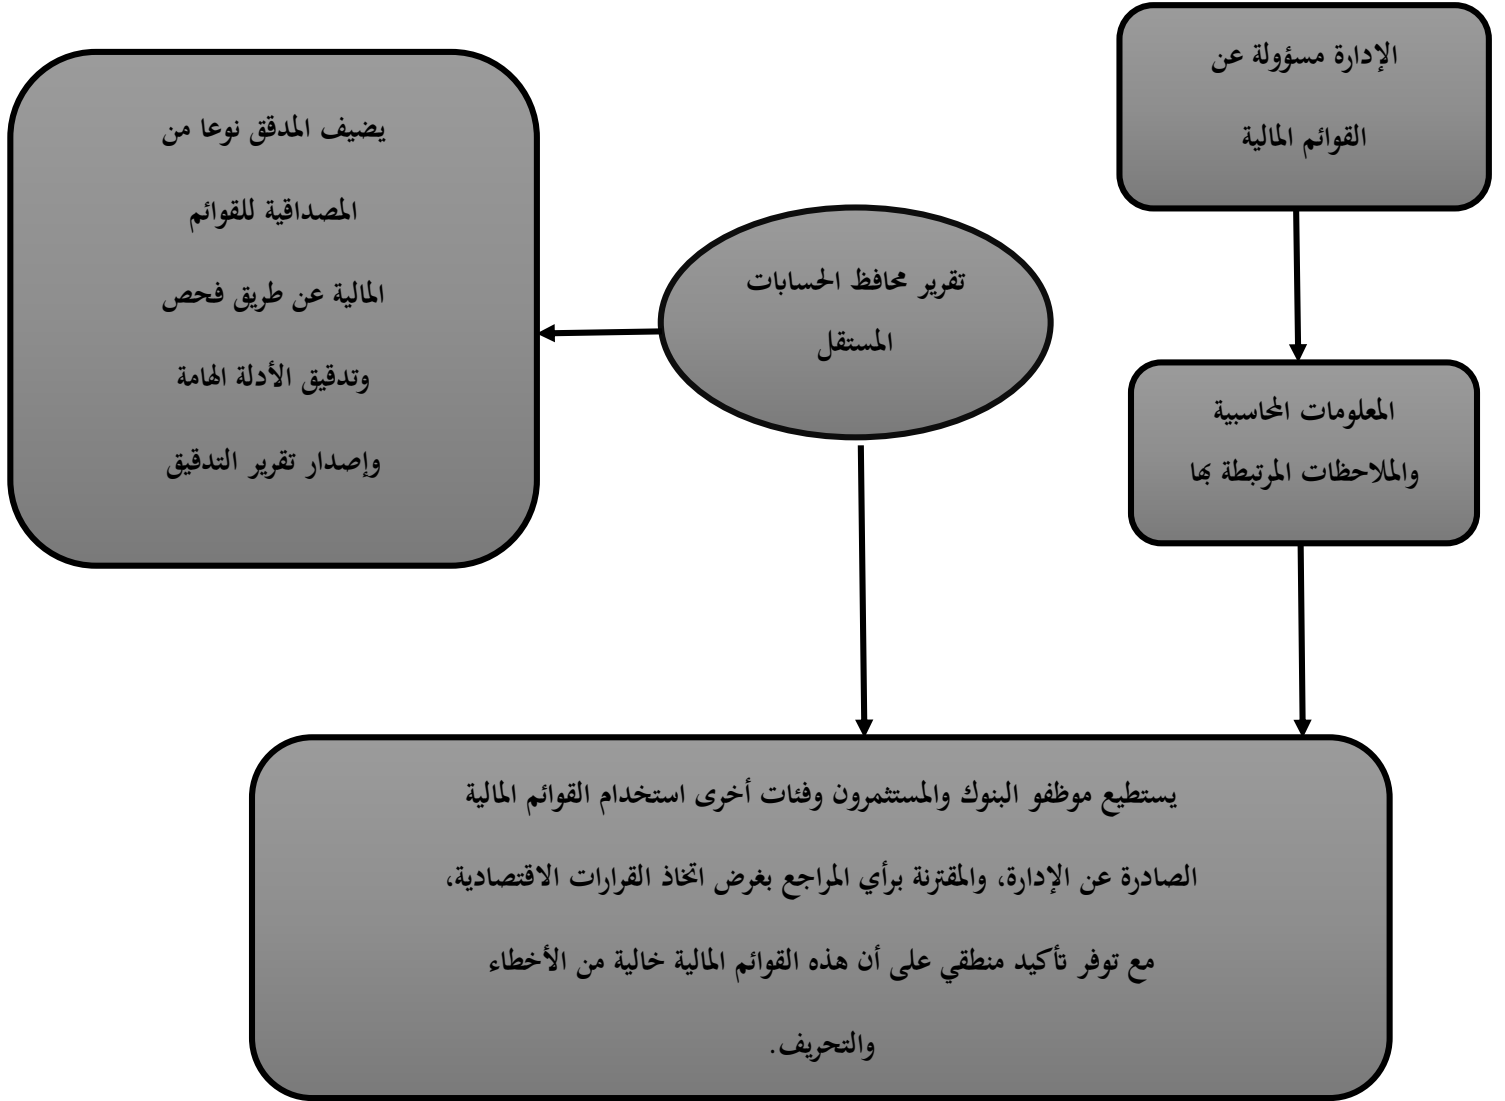 الإدارة مسؤولة عن
القوائم المالية
يضيف المدقق نوعا من
المصداقية للقوائم
المالية عن طريق فحص
وتدقيق الأدلة الهامة
وإصدار تقرير التدقيق
تقرير محافظ الحسابات
المستقل
المعلومات المحاسبية
والملاحظات المرتبطة بها
يستطيع موظفو البنوك والمستثمرون وفئات أخرى استخدام القوائم المالية
الصادرة عن الإدارة، والمقترنة برأي المراجع بغرض اتخاذ القرارات الاقتصادية،
مع توفر تأكيد منطقي على أن هذه القوائم المالية خالية من الأخطاء
والتحريف.